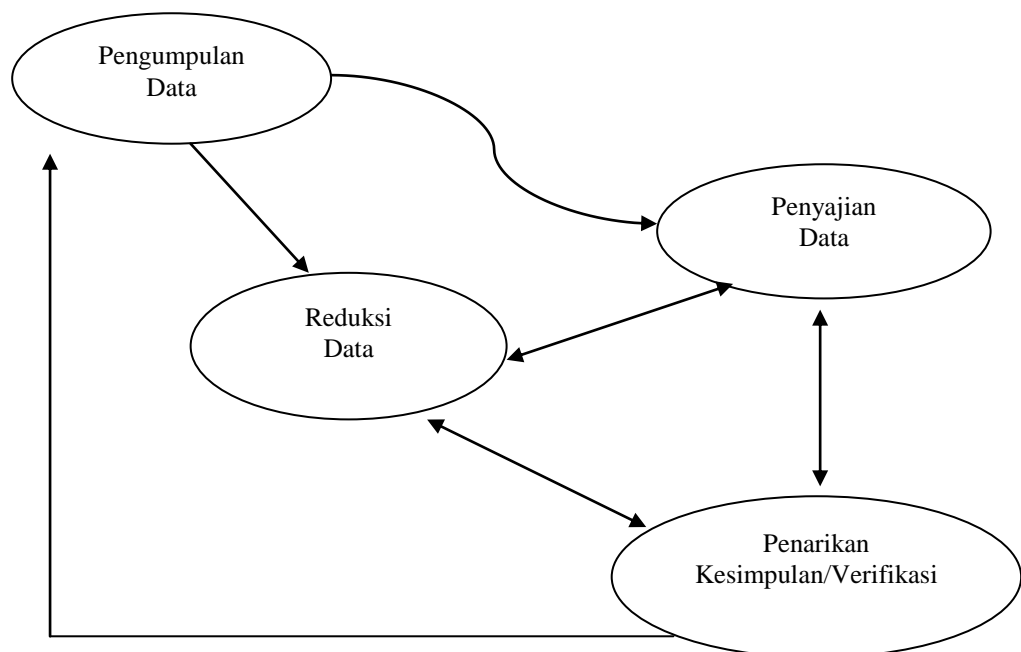 Pengumpulan
Data
Penyajian
Data
Reduksi
Data
Penarikan
Kesimpulan/Verifikasi